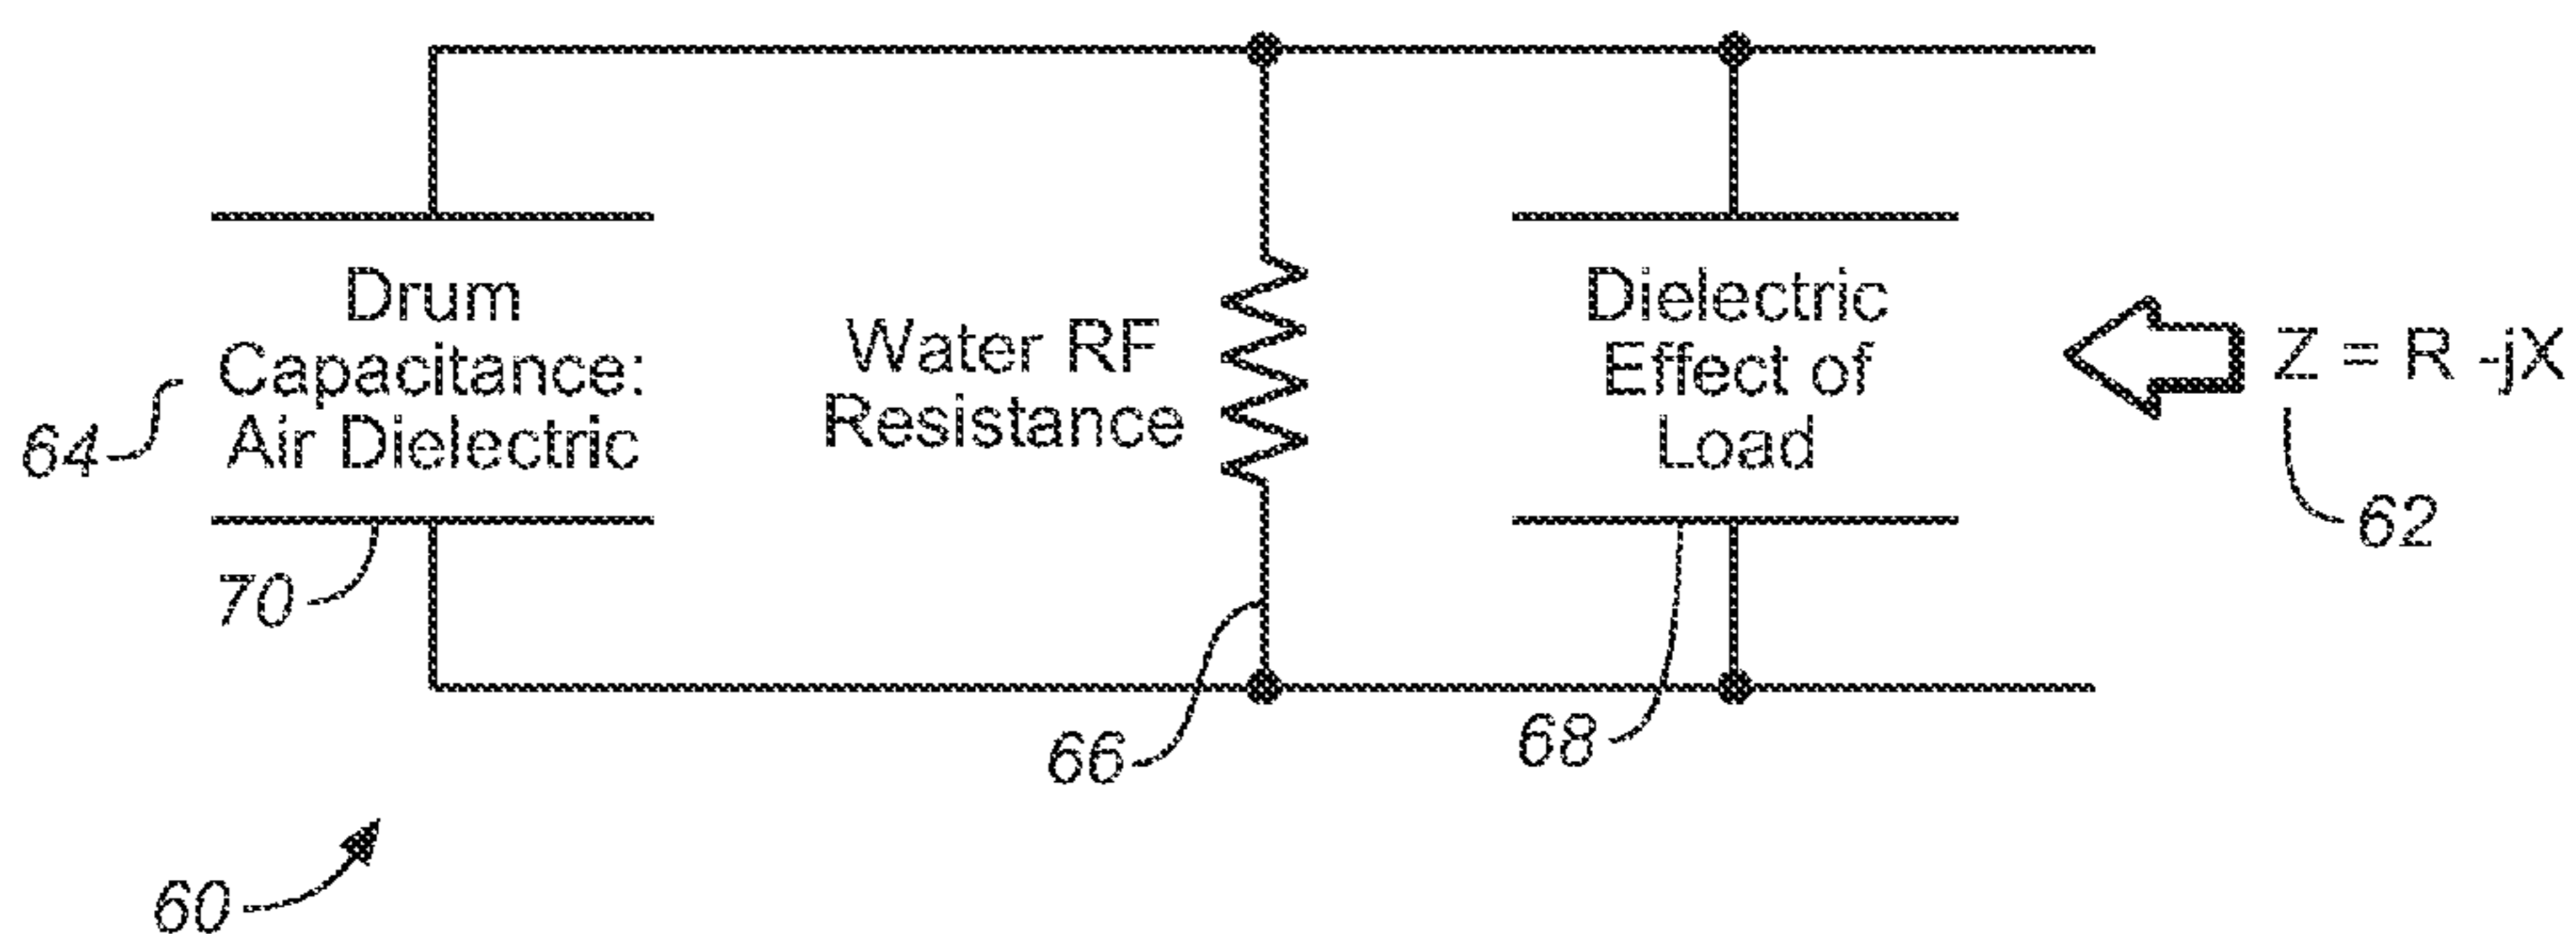 Drum
Capacitance:
Air Dielectric
64
70
Water RF
Resistance
66
Dielectric
Effect of
Load
68
Z = R -jX
62
60